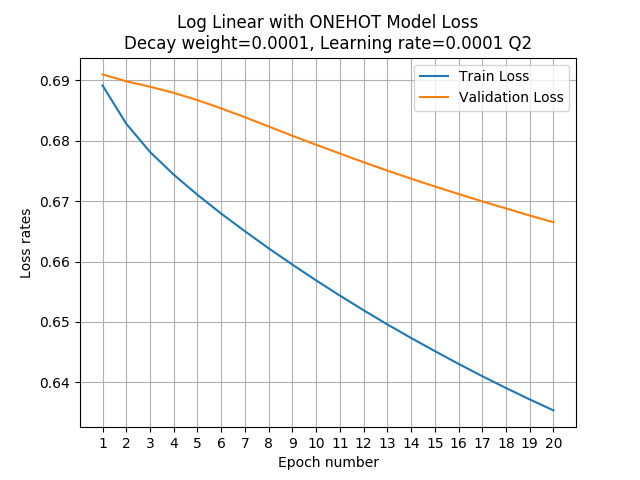 Log Linear with ONEHOT Model Loss
Decay weight=0.0001, Learning rate=0.0001 Q2
Train Loss
Validation Loss
Loss rates
0.69
0.68
0.67
0.66
0.65
0.64
1 2 3 4 5 6 7 8 9 10 11 12 13 14 15 16 17 18 19 20
Epoch number